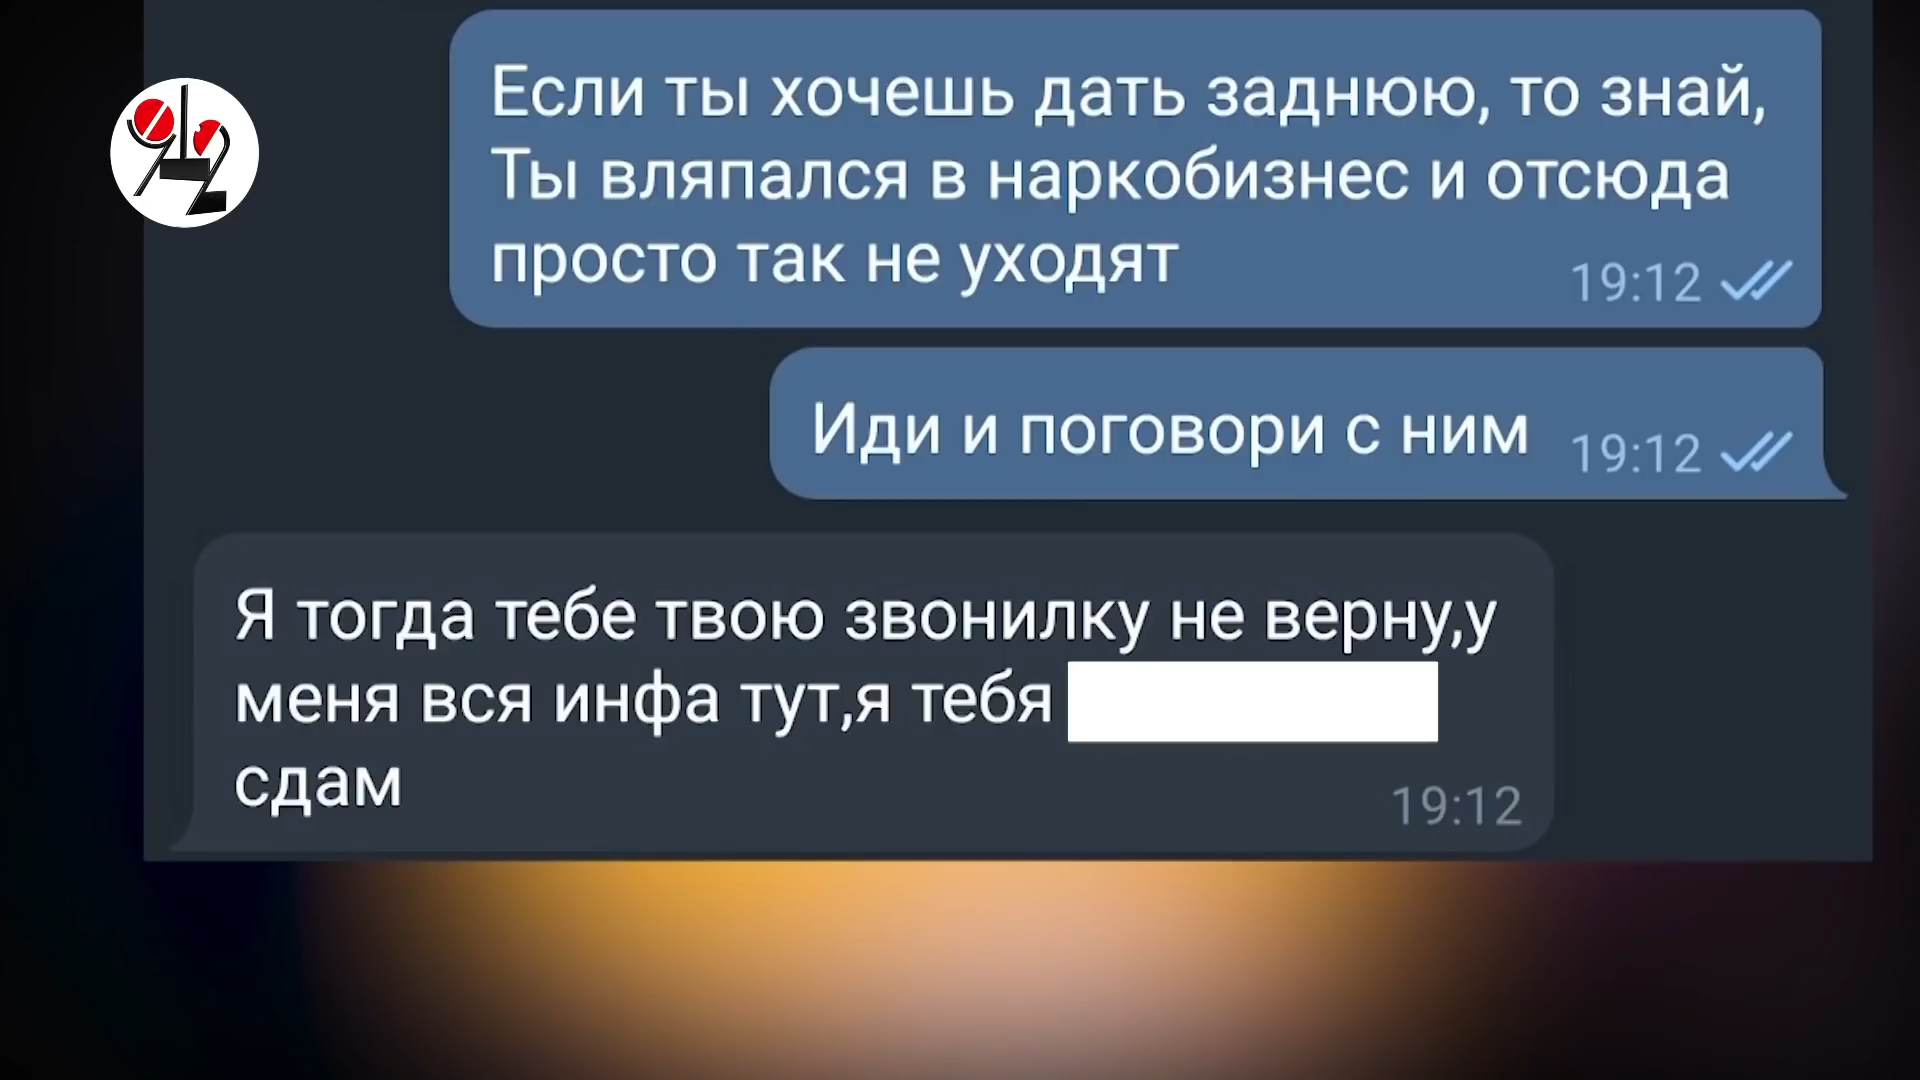 Если ты хочешь дать заднюю, то знай,
Ты вляпался в наркобизнес и отсюда
просто так не уходят
19:12
Иди и поговори с ним
19:12
Я тогда тебе твою звонилку не верну,у
меня вся инфа тут,я тебя
сдам
19:12